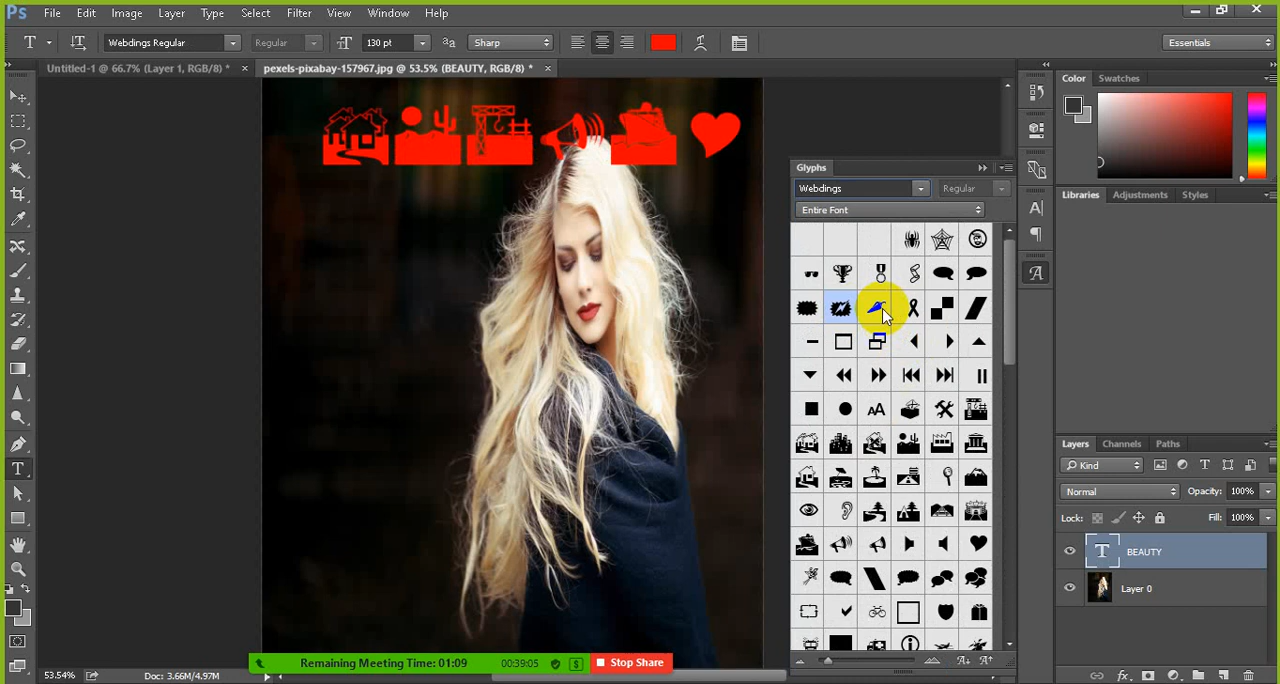 Ps File Edit Image Layer Type Select Filter View Window Help
T Webdings Regular Regular 130 pt Sharp Essentials
Untitled-1 @ 66.7% (Layer 1, RGB/8) * × pexels-pixabay-157967.jpg @ 53.5% (BEAUTY, RGB/8) * ×
Color Swatches
Glyphs
Webdings Regular
Entire Font
Libraries Adjustments Styles
Layers Channels Paths
Kind
Normal Opacity: 100%
Lock: Fill: 100%
T BEAUTY
Layer 0
Remaining Meeting Time: 01:09 00:39:05 Stop Share
53.54% Doc: 3.66M/4.97M